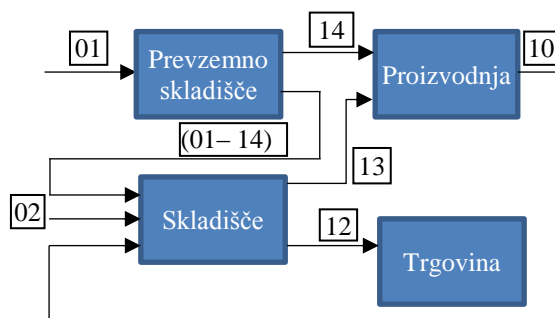 01
14
10
Prevzemno
skladišče
Proizvodnja
(01– 14)
13
02
Skladišče
12
Trgovina